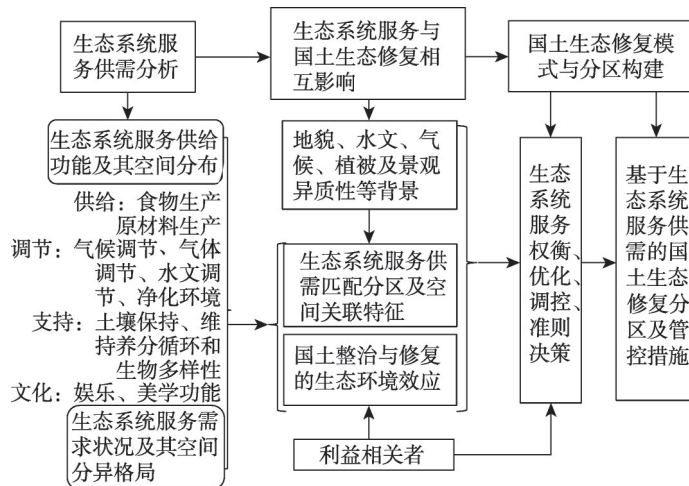 生态系统服
务供需分析
生态系统服务与
国土生态修复相
互影响
国土生态修复模
式与分区构建
生态系统服务供给
功能及其空间分布
供给：食物生产
原材料生产
调节：气候调节、气体
调节、水文调
节、净化环境
支持：土壤保持、维
持养分循环和
生物多样性
文化：娱乐、美学功能
生态系统服务需
求状况及其空间
分异格局
地貌、水文、气
候、植被及景观
异质性等背景
生态系统服务供
需匹配分区及空
间关联特征
国土整治与修复
的生态环境效应
利益相关者
生态
系统
服务
权衡、
优化、
调控、
准则
决策
基于生
态系统
服务供
需的国
土生态
修复分
区及管
控措施